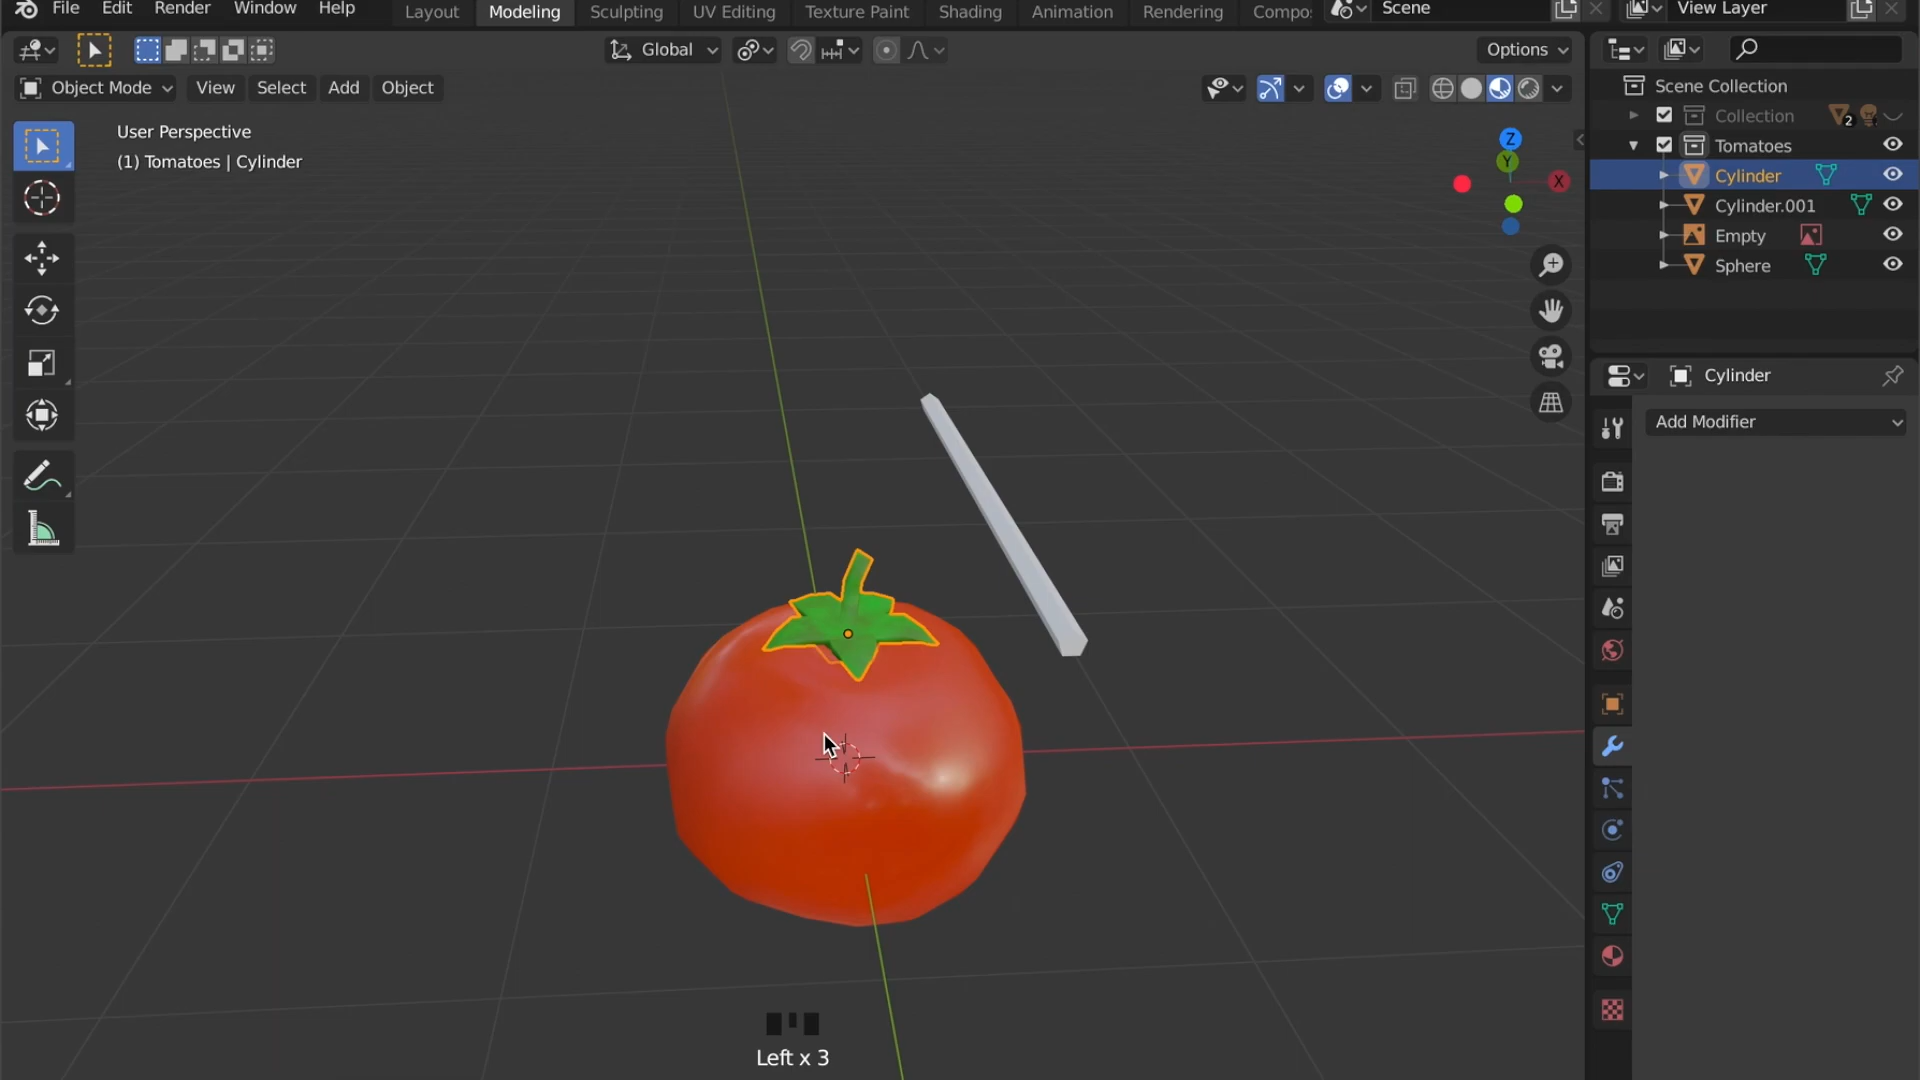 File Edit Render Window Help
Layout Modeling Sculpting UV Editing Texture Paint Shading Animation Rendering Compo
Scene
View Layer
Global
Options
Object Mode View Select Add Object
User Perspective
(1) Tomatoes | Cylinder
Z
Y
X
Scene Collection
Collection 2
Tomatoes
Cylinder
Cylinder.001
Empty
Sphere
Cylinder
Add Modifier
Left x 3